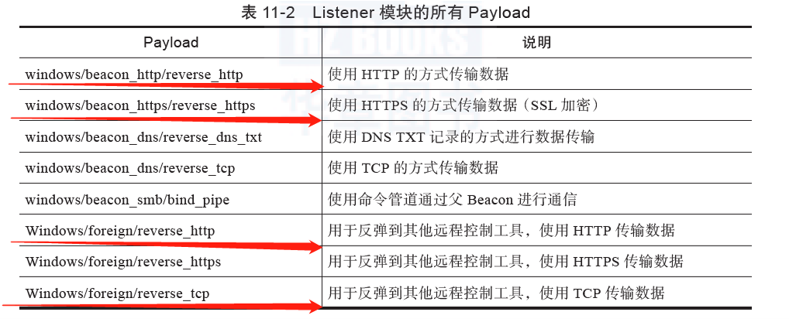 表 11-2 Listener 模块的所有 Payload
Payload 说明
windows/beacon_http/reverse_http 使用 HTTP 的方式传输数据
windows/beacon_https/reverse_https 使用 HTTPS 的方式传输数据（SSL 加密）
windows/beacon_dns/reverse_dns_txt 使用 DNS TXT 记录的方式进行数据传输
windows/beacon_dns/reverse_tcp 使用 TCP 的方式传输数据
windows/beacon_smb/bind_pipe 使用命令管道通过父 Beacon 进行通信
Windows/foreign/reverse_http 用于反弹到其他远程控制工具，使用 HTTP 传输数据
Windows/foreign/reverse_https 用于反弹到其他远程控制工具，使用 HTTPS 传输数据
Windows/foreign/reverse_tcp 用于反弹到其他远程控制工具，使用 TCP 传输数据
HZ BOOKS
华章图书